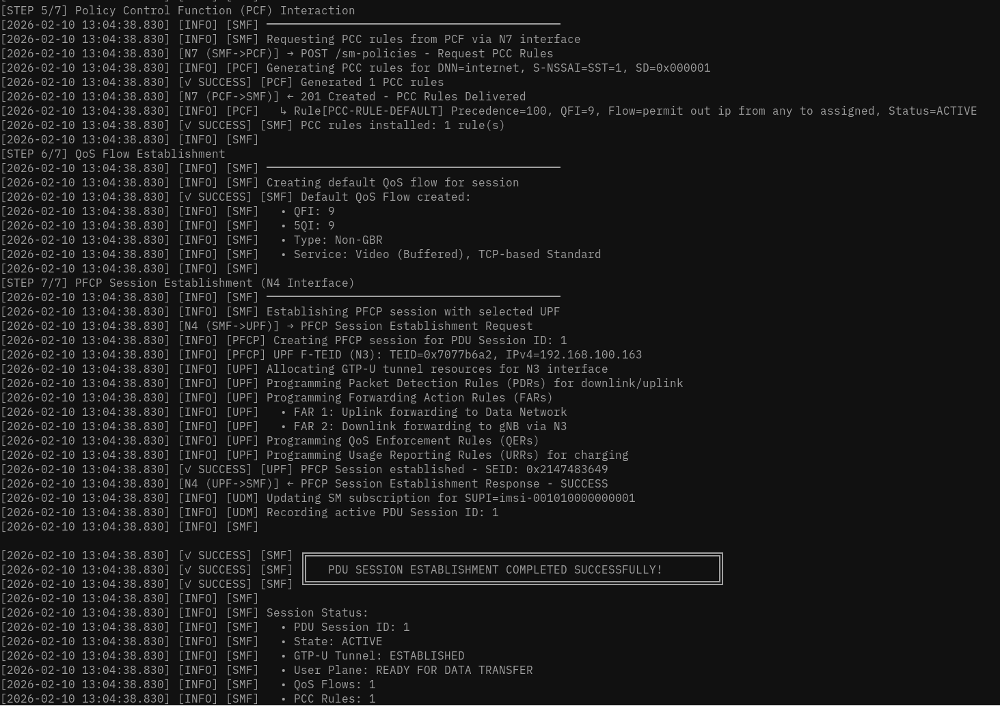 [STEP 5/7] Policy Control Function (PCF) Interaction
[2026-02-10 13:04:38.830] [INFO] [SMF] ───────────────────────────────────────────
[2026-02-10 13:04:38.830] [INFO] [SMF] Requesting PCC rules from PCF via N7 interface
[2026-02-10 13:04:38.830] [N7 (SMF->PCF)] → POST /sm-policies - Request PCC Rules
[2026-02-10 13:04:38.830] [INFO] [PCF] Generating PCC rules for DNN=internet, S-NSSAI=SST=1, SD=0x000001
[2026-02-10 13:04:38.830] [√ SUCCESS] [PCF] Generated 1 PCC rules
[2026-02-10 13:04:38.830] [N7 (PCF->SMF)] ← 201 Created - PCC Rules Delivered
[2026-02-10 13:04:38.830] [INFO] [PCF]   ↳ Rule[PCC-RULE-DEFAULT] Precedence=100, QFI=9, Flow=permit out ip from any to assigned, Status=ACTIVE
[2026-02-10 13:04:38.830] [√ SUCCESS] [SMF] PCC rules installed: 1 rule(s)
[2026-02-10 13:04:38.830] [INFO] [SMF]
[STEP 6/7] QoS Flow Establishment
[2026-02-10 13:04:38.830] [INFO] [SMF] ───────────────────────────────────────────
[2026-02-10 13:04:38.830] [INFO] [SMF] Creating default QoS flow for session
[2026-02-10 13:04:38.830] [√ SUCCESS] [SMF] Default QoS Flow created:
[2026-02-10 13:04:38.830] [INFO] [SMF]   • QFI: 9
[2026-02-10 13:04:38.830] [INFO] [SMF]   • 5QI: 9
[2026-02-10 13:04:38.830] [INFO] [SMF]   • Type: Non-GBR
[2026-02-10 13:04:38.830] [INFO] [SMF]   • Service: Video (Buffered), TCP-based Standard
[2026-02-10 13:04:38.830] [INFO] [SMF]
[STEP 7/7] PFCP Session Establishment (N4 Interface)
[2026-02-10 13:04:38.830] [INFO] [SMF] ───────────────────────────────────────────
[2026-02-10 13:04:38.830] [INFO] [SMF] Establishing PFCP session with selected UPF
[2026-02-10 13:04:38.830] [N4 (SMF->UPF)] → PFCP Session Establishment Request
[2026-02-10 13:04:38.830] [INFO] [PFCP] Creating PFCP session for PDU Session ID: 1
[2026-02-10 13:04:38.830] [INFO] [PFCP] UPF F-TEID (N3): TEID=0x7077b6a2, IPv4=192.168.100.163
[2026-02-10 13:04:38.830] [INFO] [UPF] Allocating GTP-U tunnel resources for N3 interface
[2026-02-10 13:04:38.830] [INFO] [UPF] Programming Packet Detection Rules (PDRs) for downlink/uplink
[2026-02-10 13:04:38.830] [INFO] [UPF] Programming Forwarding Action Rules (FARs)
[2026-02-10 13:04:38.830] [INFO] [UPF]   • FAR 1: Uplink forwarding to Data Network
[2026-02-10 13:04:38.830] [INFO] [UPF]   • FAR 2: Downlink forwarding to gNB via N3
[2026-02-10 13:04:38.830] [INFO] [UPF] Programming QoS Enforcement Rules (QERs)
[2026-02-10 13:04:38.830] [INFO] [UPF] Programming Usage Reporting Rules (URRs) for charging
[2026-02-10 13:04:38.830] [√ SUCCESS] [UPF] PFCP Session established - SEID: 0x2147483649
[2026-02-10 13:04:38.830] [N4 (UPF->SMF)] ← PFCP Session Establishment Response - SUCCESS
[2026-02-10 13:04:38.830] [INFO] [UDM] Updating SM subscription for SUPI=imsi-001010000000001
[2026-02-10 13:04:38.830] [INFO] [UDM] Recording active PDU Session ID: 1
[2026-02-10 13:04:38.830] [INFO] [SMF]
[2026-02-10 13:04:38.830] [√ SUCCESS] [SMF]
[2026-02-10 13:04:38.830] [√ SUCCESS] [SMF] PDU SESSION ESTABLISHMENT COMPLETED SUCCESSFULLY!
[2026-02-10 13:04:38.830] [√ SUCCESS] [SMF]
[2026-02-10 13:04:38.830] [INFO] [SMF]
[2026-02-10 13:04:38.830] [INFO] [SMF] Session Status:
[2026-02-10 13:04:38.830] [INFO] [SMF]   • PDU Session ID: 1
[2026-02-10 13:04:38.830] [INFO] [SMF]   • State: ACTIVE
[2026-02-10 13:04:38.830] [INFO] [SMF]   • GTP-U Tunnel: ESTABLISHED
[2026-02-10 13:04:38.830] [INFO] [SMF]   • User Plane: READY FOR DATA TRANSFER
[2026-02-10 13:04:38.830] [INFO] [SMF]   • QoS Flows: 1
[2026-02-10 13:04:38.830] [INFO] [SMF]   • PCC Rules: 1